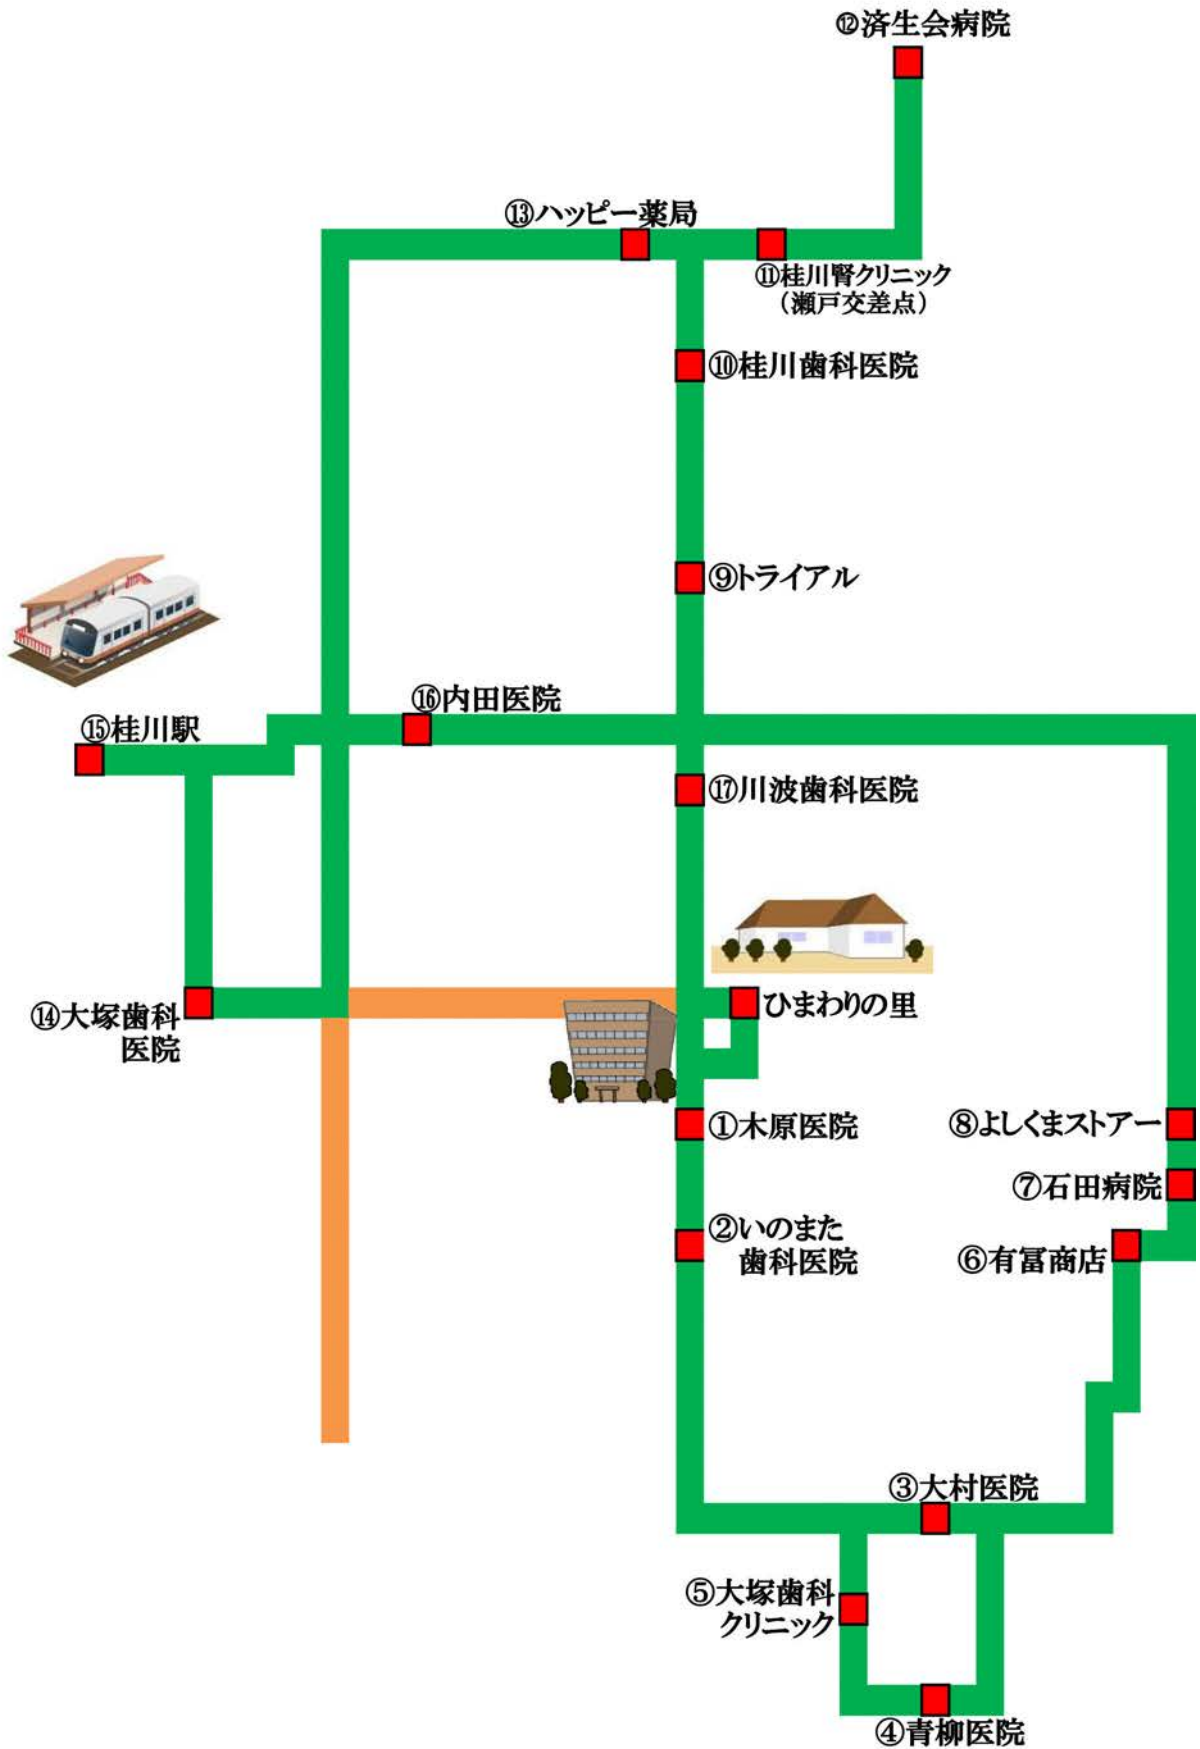 ⑫済生会病院
⑬ハッピー薬局
⑪桂川腎クリニック
（瀬戸交差点）
⑩桂川歯科医院
⑨トライアル
⑯内田医院
⑮桂川駅
⑰川波歯科医院
ひまわりの里
⑭大塚歯科
医院
①木原医院
⑧よしくまストアー
⑦石田病院
②いのまた
歯科医院
⑥有冨商店
③大村医院
⑤大塚歯科
クリニック
④青柳医院